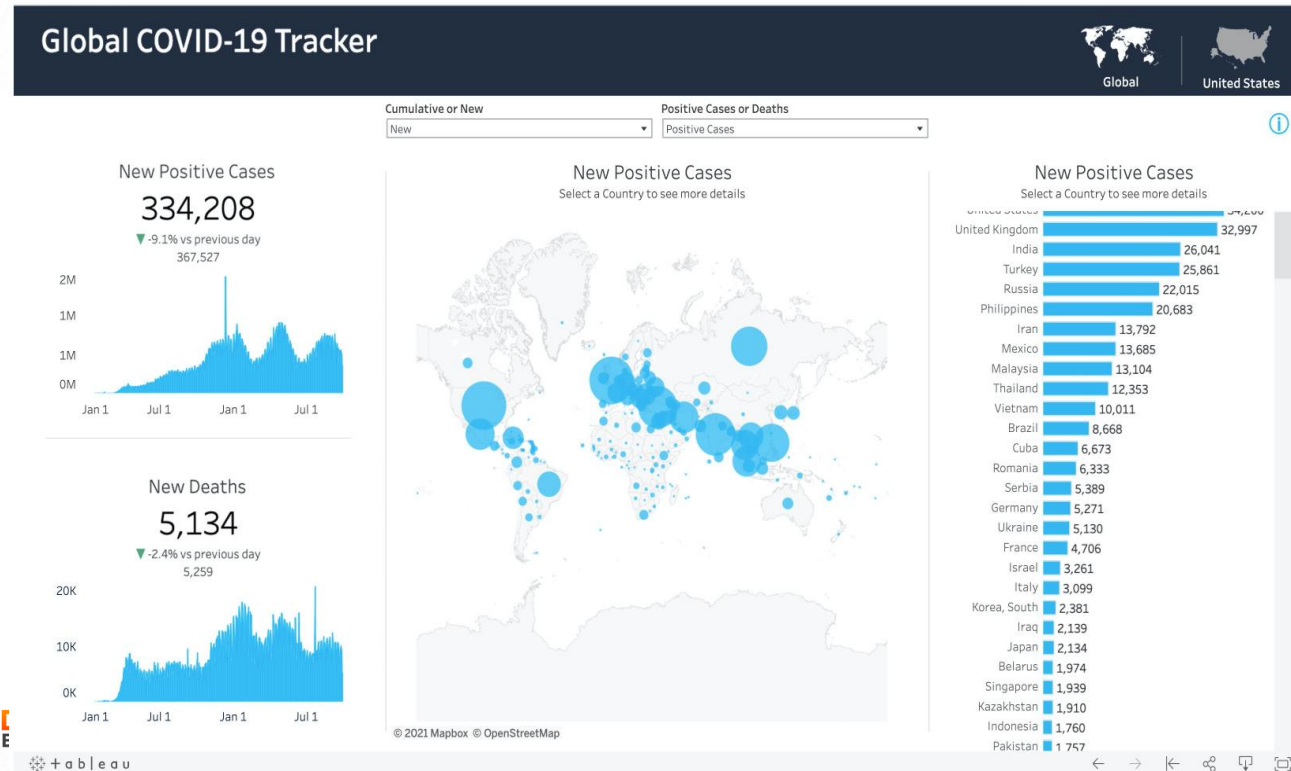 Global COVID-19 Tracker
Global
United States
Cumulative or New
New
Positive Cases or Deaths
Positive Cases
New Positive Cases
334,208
▼ -9.1% vs previous day
367,527
2M
1M
1M
0M
Jan 1 Jul 1 Jan 1 Jul 1
New Deaths
5,134
▼ -2.4% vs previous day
5,259
20K
10K
0K
Jan 1 Jul 1 Jan 1 Jul 1
New Positive Cases
Select a Country to see more details
© 2021 Mapbox © OpenStreetMap
New Positive Cases
Select a Country to see more details
United States
United Kingdom 32,997
India 26,041
Turkey 25,861
Russia 22,015
Philippines 20,683
Iran 13,792
Mexico 13,685
Malaysia 13,104
Thailand 12,353
Vietnam 10,011
Brazil 8,668
Cuba 6,673
Romania 6,333
Serbia 5,389
Germany 5,271
Ukraine 5,130
France 4,706
Israel 3,261
Italy 3,099
Korea, South 2,381
Iraq 2,139
Japan 2,134
Belarus 1,974
Singapore 1,939
Kazakhstan 1,910
Indonesia 1,760
Pakistan 1,757
+ a b l e a u